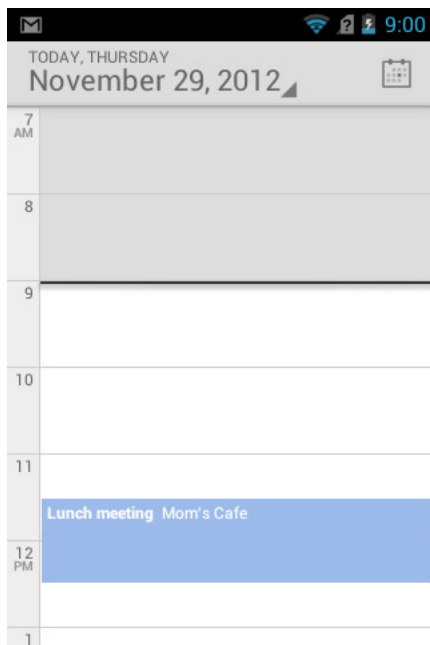 9:00
TODAY, THURSDAY
November 29, 2012
7
AM
8
9
10
11
Lunch meeting Mom's Cafe
12
PM
1